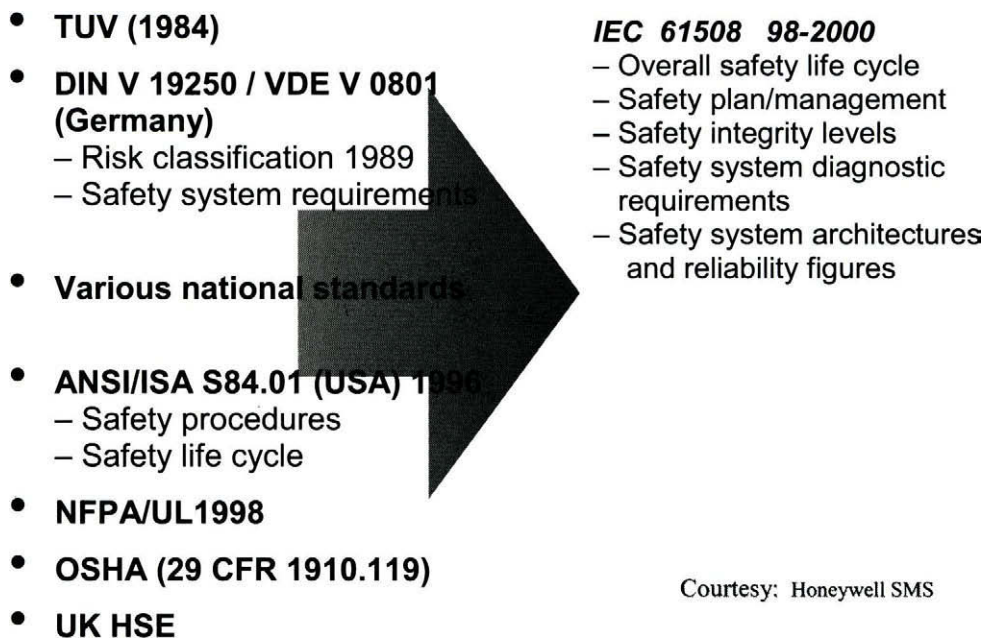 • TUV (1984)
• DIN V 19250 / VDE V 0801
(Germany)
– Risk classification 1989
– Safety system requirements
• Various national standards
• ANSI/ISA S84.01 (USA) 1996
– Safety procedures
– Safety life cycle
• NFPA/UL1998
• OSHA (29 CFR 1910.119)
• UK HSE
IEC 61508 98-2000
– Overall safety life cycle
– Safety plan/management
– Safety integrity levels
– Safety system diagnostic
requirements
– Safety system architectures
and reliability figures
Courtesy: Honeywell SMS